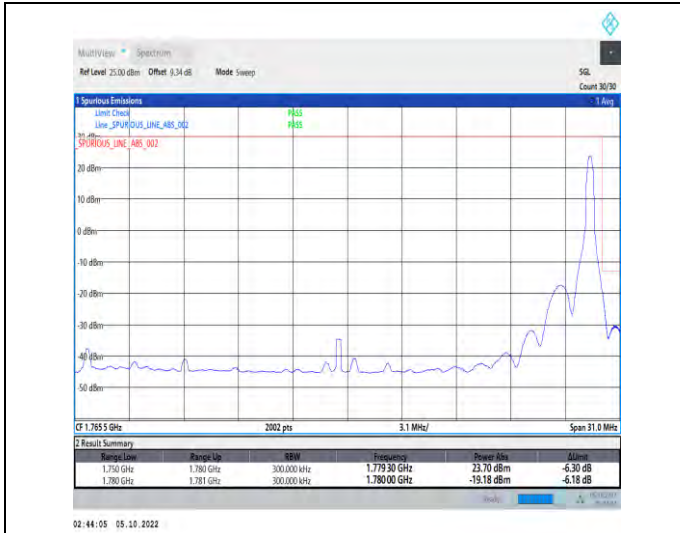 MultiView Spectrum
Ref Level 25.00 dBm Offset 9.34 dB Mode Sweep SGL
Count 30/30
1 Spurious Emissions 1 Avg
Limit Check PASS
Line _SPURIOUS_LINE_ABS_002 PASS
30 dBm
_SPURIOUS_LINE_ABS_002
20 dBm
10 dBm
0 dBm
-10 dBm
-20 dBm
-30 dBm
-40 dBm
-50 dBm
CF 1.765 5 GHz 2002 pts 3.1 MHz/ Span 31.0 MHz
2 Result Summary
Range Low Range Up RBW Frequency Power Abs ΔLimit
1.750 GHz 1.780 GHz 300.000 kHz 1.779 30 GHz 23.70 dBm -6.30 dB
1.780 GHz 1.781 GHz 300.000 kHz 1.780 00 GHz -19.18 dBm -6.18 dB
02:44:05 05.10.2022